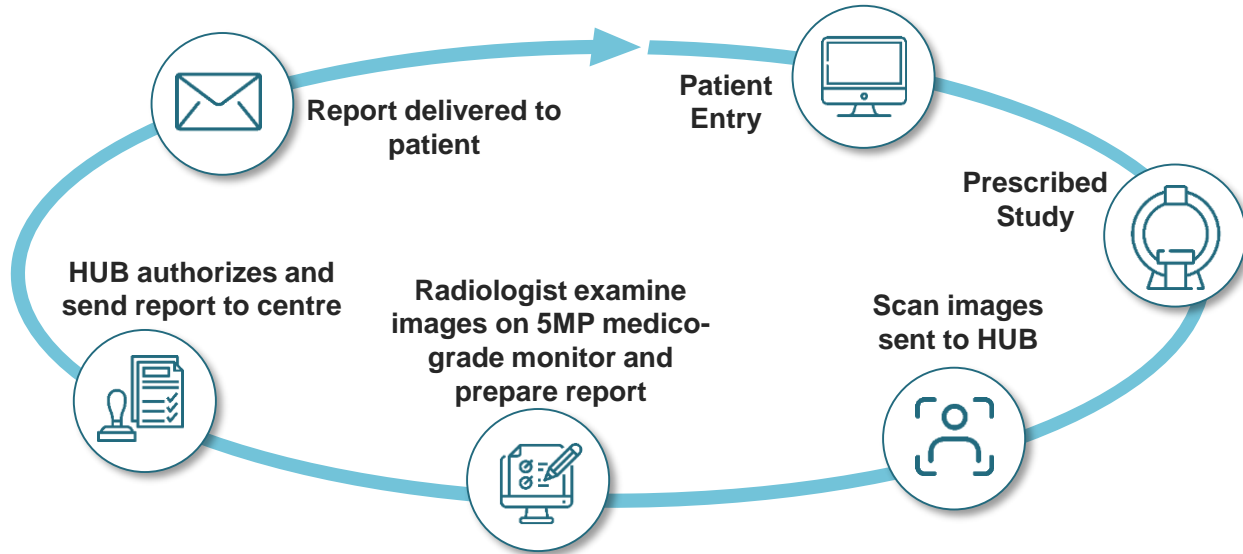 Patient
Entry
Prescribed
Study
Scan images
sent to HUB
Radiologist examine
images on 5MP medico-
grade monitor and
prepare report
HUB authorizes and
send report to centre
Report delivered to
patient